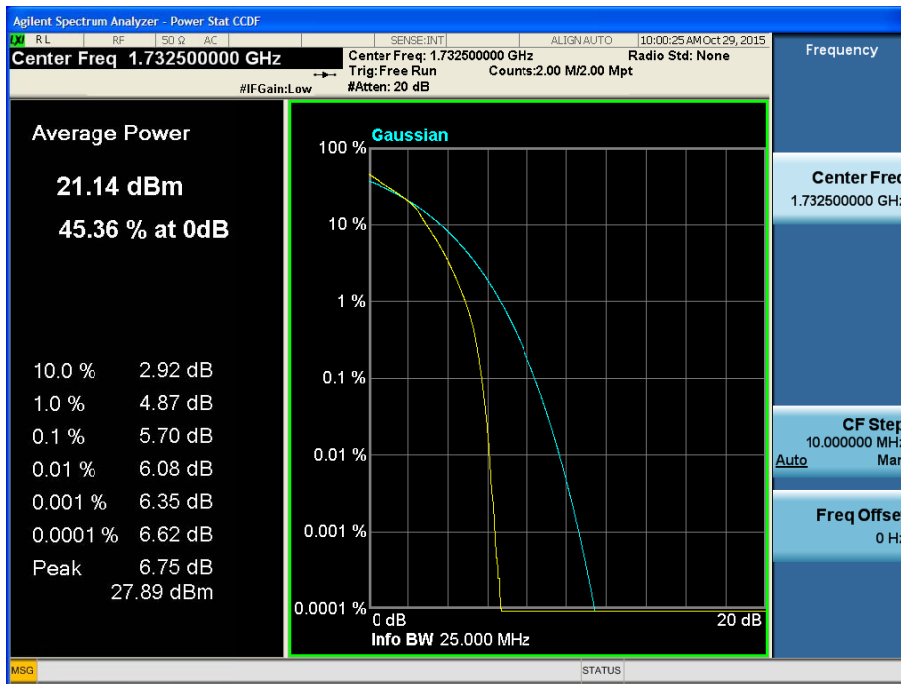 Agilent Spectrum Analyzer - Power Stat CCDF
LXI RL RF 50 Ω AC SENSE:INT ALIGN AUTO 10:00:25 AM Oct 29, 2015
Center Freq 1.732500000 GHz
Center Freq: 1.732500000 GHz Radio Std: None
Trig: Free Run Counts:2.00 M/2.00 Mpt
#IFGain:Low #Atten: 20 dB
Frequency
Average Power
21.14 dBm
45.36 % at 0dB
10.0 % 2.92 dB
1.0 % 4.87 dB
0.1 % 5.70 dB
0.01 % 6.08 dB
0.001 % 6.35 dB
0.0001 % 6.62 dB
Peak 6.75 dB
27.89 dBm
Gaussian
100 %
10 %
1 %
0.1 %
0.01 %
0.001 %
0.0001 %
0 dB 20 dB
Info BW 25.000 MHz
Center Freq
1.732500000 GHz
CF Step
10.000000 MHz
Auto Man
Freq Offset
0 Hz
MSG STATUS